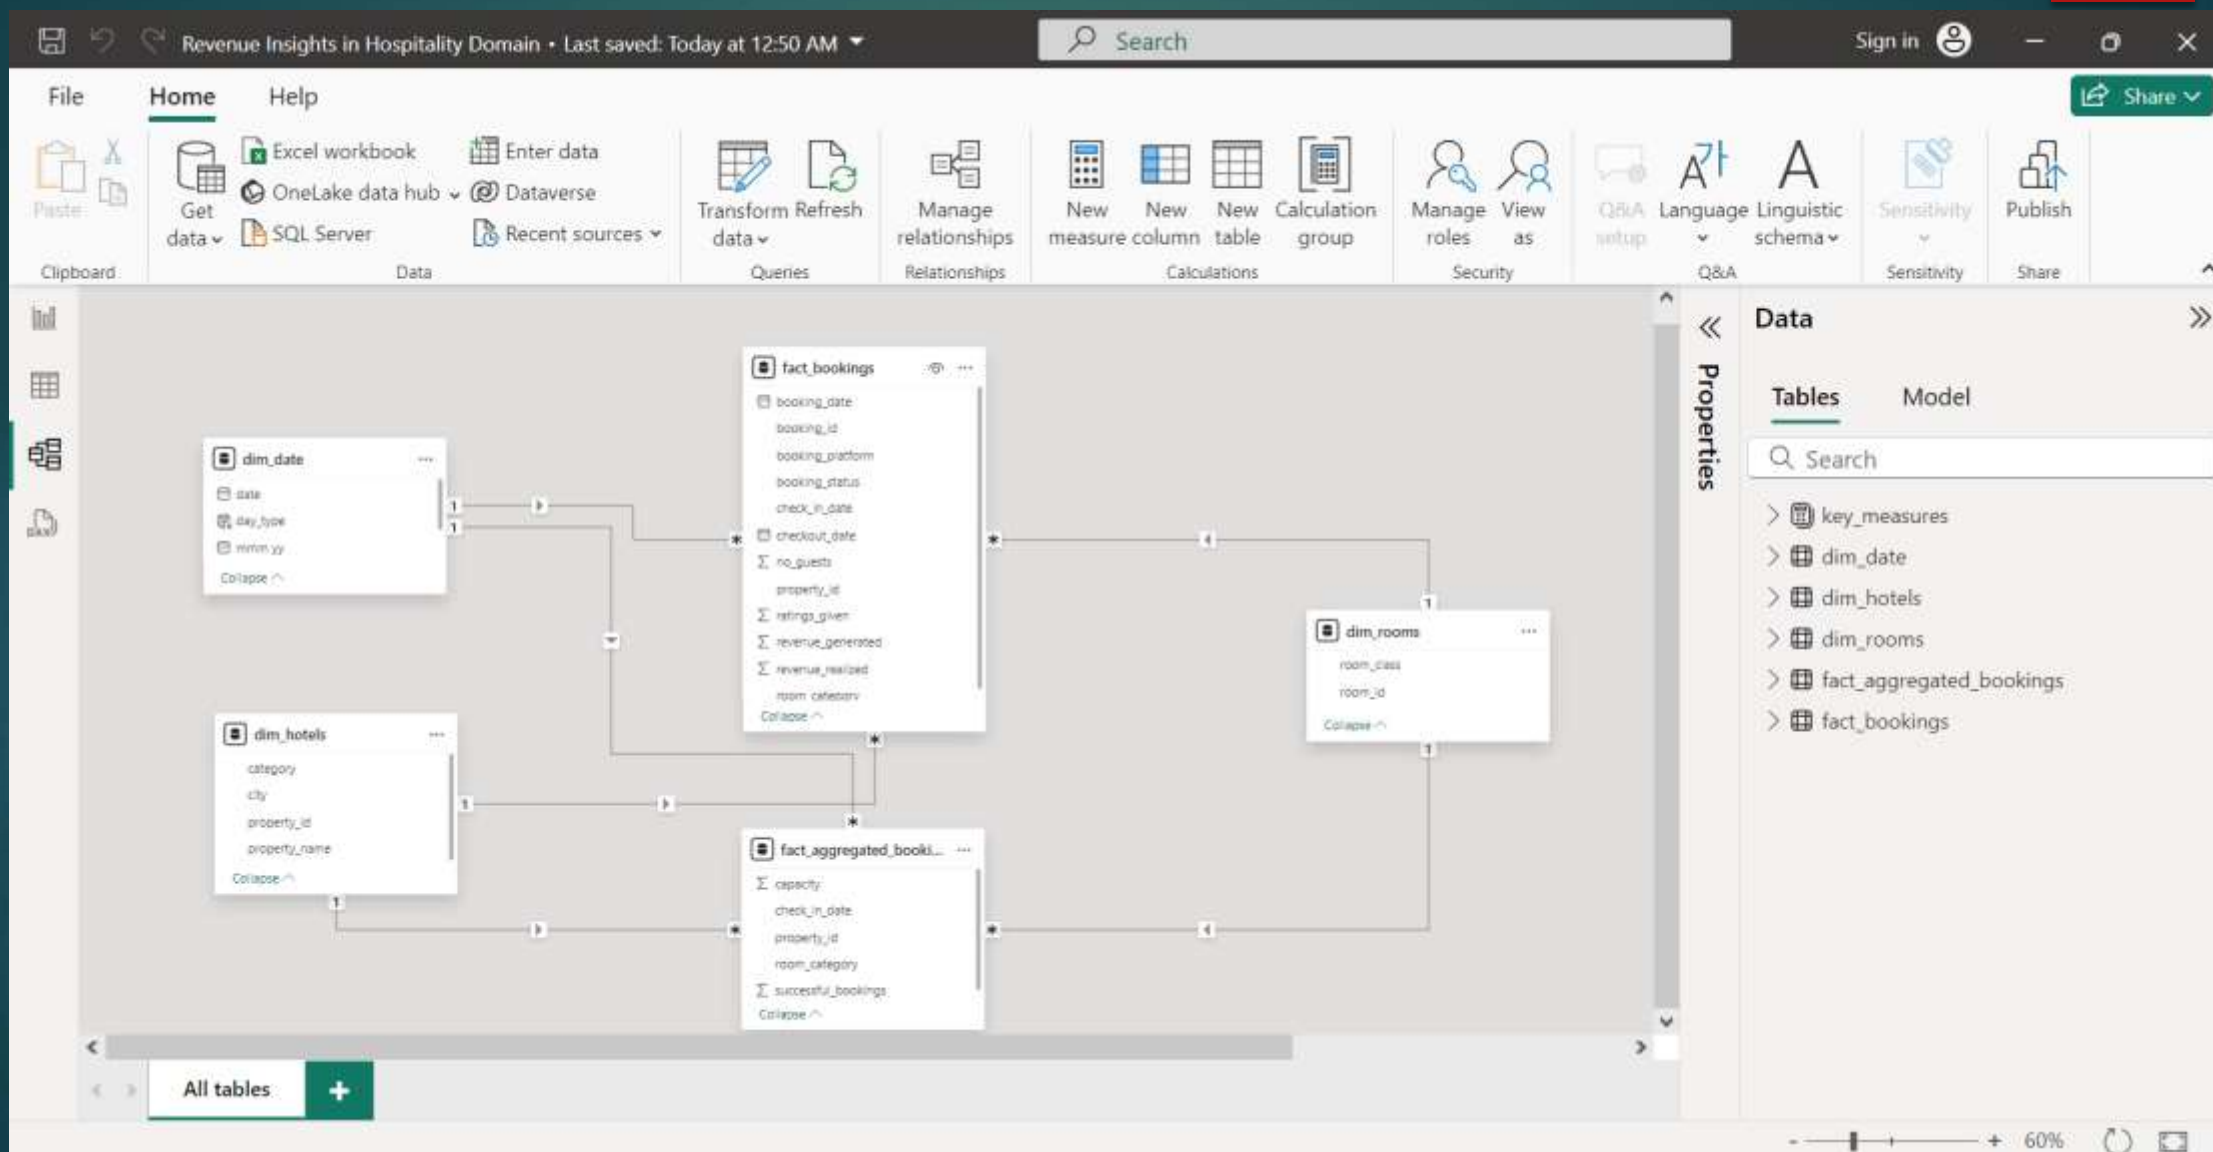 Revenue Insights in Hospitality Domain • Last saved: Today at 12:50 AM
Search
Sign in
File
Home
Help
Share
Paste
Clipboard
Get data
Excel workbook
OneLake data hub
SQL Server
Enter data
Dataverse
Recent sources
Data
Transform data
Refresh
Queries
Manage relationships
Relationships
New measure
New column
New table
Calculation group
Calculations
Manage roles
View as
Security
Q&A setup
Language
Linguistic schema
Q&A
Sensitivity
Sensitivity
Publish
Share
dim_date
date
day_type
mmm yy
Collapse
1
1
dim_hotels
category
city
property_id
property_name
Collapse
1
1
fact_bookings
booking_date
booking_id
booking_platform
booking_status
check_in_date
checkout_date
no_guests
property_id
ratings_given
revenue_generated
revenue_realized
room_category
Collapse
fact_aggregated_booki...
capacity
check_in_date
property_id
room_category
successful_bookings
Collapse
1
dim_rooms
room_class
room_id
Collapse
1
Properties
Data
Tables
Model
Search
key_measures
dim_date
dim_hotels
dim_rooms
fact_aggregated_bookings
fact_bookings
All tables
60%